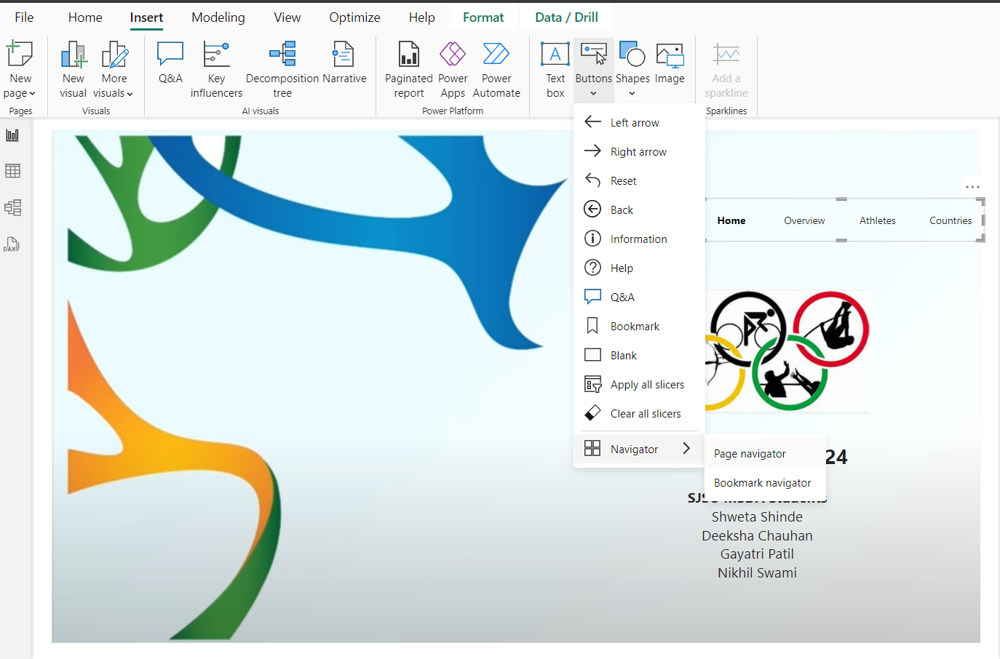 File Home Insert Modeling View Optimize Help Format Data / Drill
New page
New visual
More visuals
Q&A
Key influencers
Decomposition tree
Narrative
Paginated report
Power Apps
Power Automate
Text box
A
Buttons
Shapes
Image
Add a sparkline
Pages Visuals AI visuals Power Platform Sparklines
DAX
Left arrow
Right arrow
Reset
Back
Information
Help
Q&A
Bookmark
Blank
Apply all slicers
Clear all slicers
Navigator
Page navigator
Bookmark navigator
Home Overview Athletes Countries
24
Shweta Shinde
Deeksha Chauhan
Gayatri Patil
Nikhil Swami